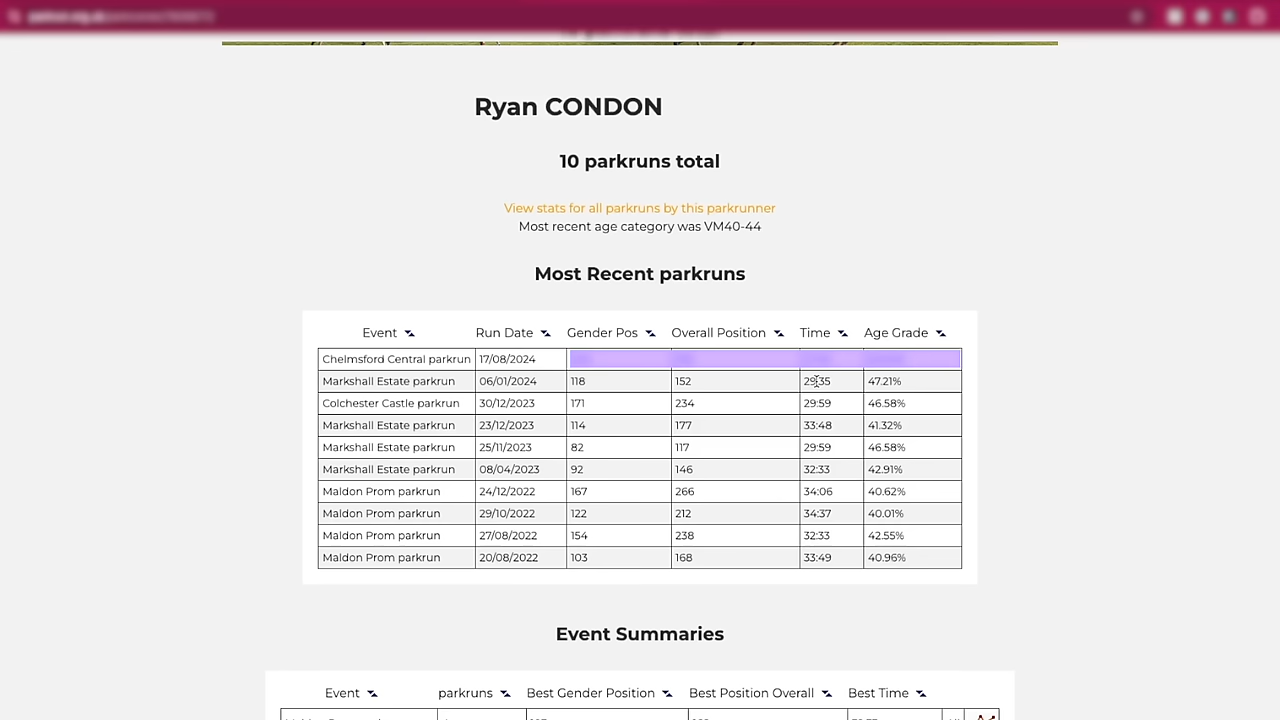 Ryan CONDON
10 parkruns total
View stats for all parkruns by this parkrunner
Most recent age category was VM40-44
Most Recent parkruns
Event Run Date Gender Pos Overall Position Time Age Grade
Chelmsford Central parkrun 17/08/2024
Markshall Estate parkrun 06/01/2024 118 152 29:35 47.21%
Colchester Castle parkrun 30/12/2023 171 234 29:59 46.58%
Markshall Estate parkrun 23/12/2023 114 177 33:48 41.32%
Markshall Estate parkrun 25/11/2023 82 117 29:59 46.58%
Markshall Estate parkrun 08/04/2023 92 146 32:33 42.91%
Maldon Prom parkrun 24/12/2022 167 266 34:06 40.62%
Maldon Prom parkrun 29/10/2022 122 212 34:37 40.01%
Maldon Prom parkrun 27/08/2022 154 238 32:33 42.55%
Maldon Prom parkrun 20/08/2022 103 168 33:49 40.96%
Event Summaries
Event parkruns Best Gender Position Best Position Overall Best Time